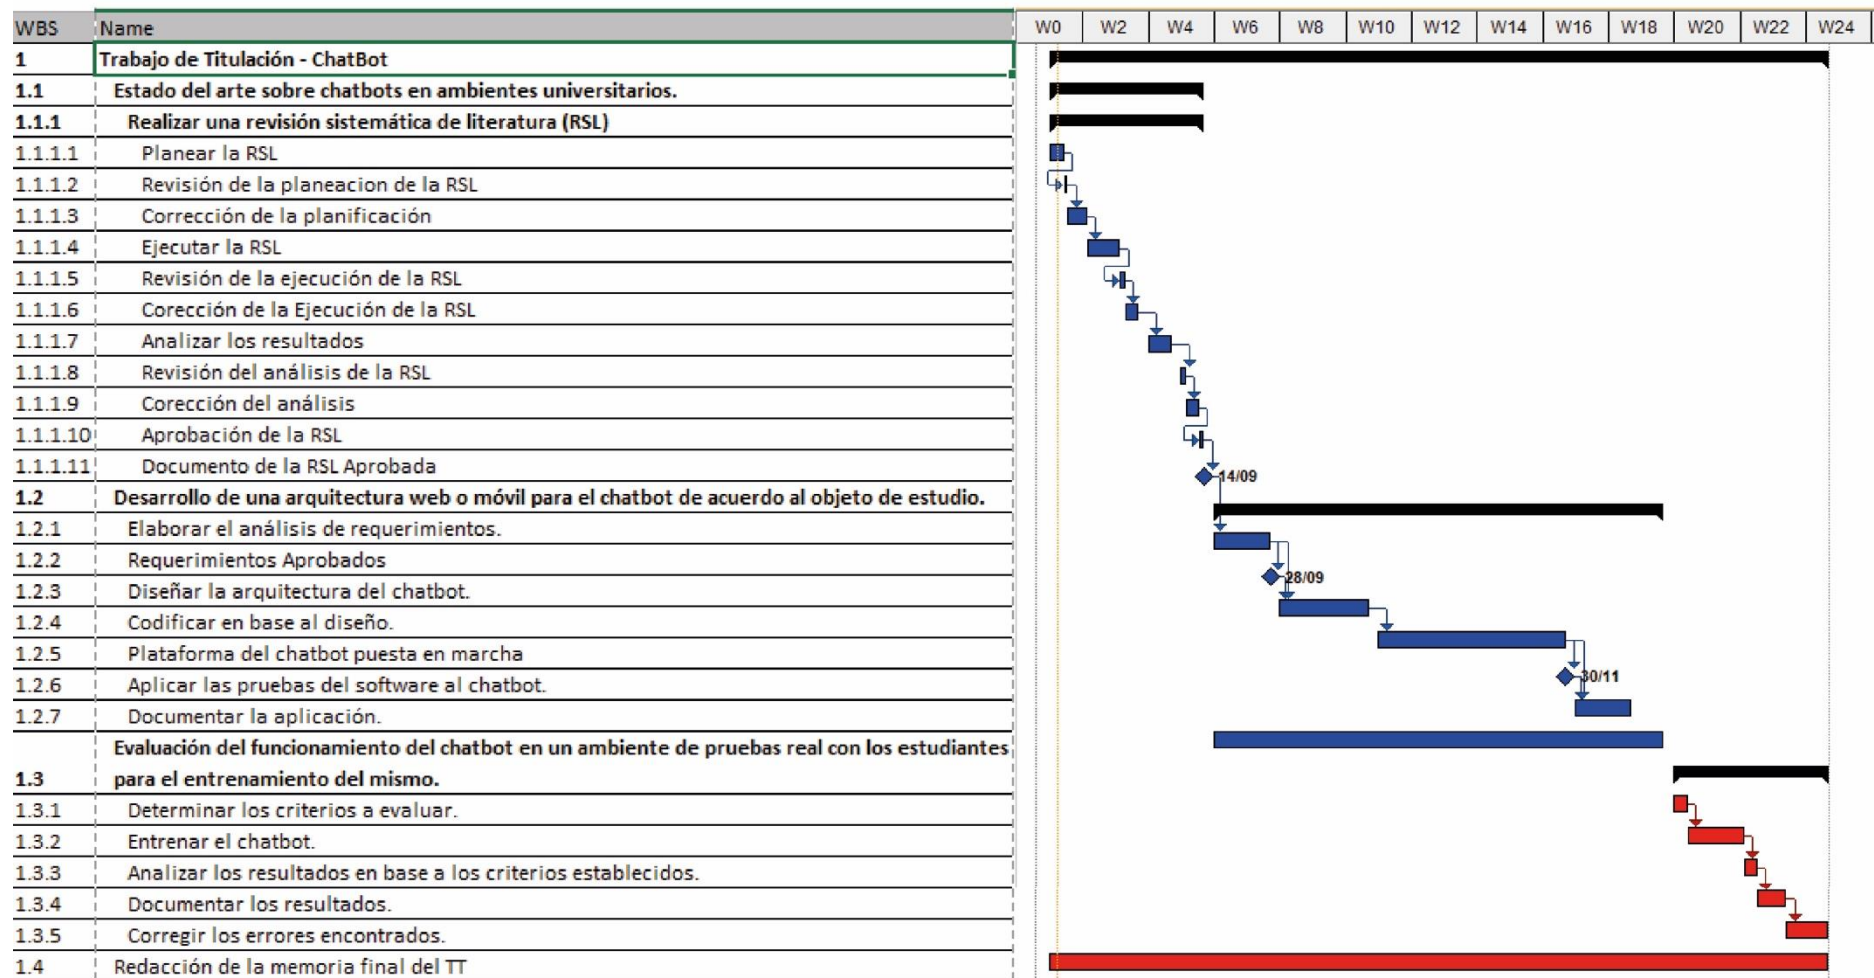 WBS Name W0 W2 W4 W6 W8 W10 W12 W14 W16 W18 W20 W22 W24
1 Trabajo de Titulación - ChatBot
1.1 Estado del arte sobre chatbots en ambientes universitarios.
1.1.1 Realizar una revisión sistemática de literatura (RSL)
1.1.1.1 Planear la RSL
1.1.1.2 Revisión de la planeacion de la RSL
1.1.1.3 Corrección de la planificación
1.1.1.4 Ejecutar la RSL
1.1.1.5 Revisión de la ejecución de la RSL
1.1.1.6 Corección de la Ejecución de la RSL
1.1.1.7 Analizar los resultados
1.1.1.8 Revisión del análisis de la RSL
1.1.1.9 Corección del análisis
1.1.1.10 Aprobación de la RSL
1.1.1.11 Documento de la RSL Aprobada 14/09
1.2 Desarrollo de una arquitectura web o móvil para el chatbot de acuerdo al objeto de estudio.
1.2.1 Elaborar el análisis de requerimientos.
1.2.2 Requerimientos Aprobados 28/09
1.2.3 Diseñar la arquitectura del chatbot.
1.2.4 Codificar en base al diseño.
1.2.5 Plataforma del chatbot puesta en marcha
1.2.6 Aplicar las pruebas del software al chatbot. 30/11
1.2.7 Documentar la aplicación.
Evaluación del funcionamiento del chatbot en un ambiente de pruebas real con los estudiantes
1.3 para el entrenamiento del mismo.
1.3.1 Determinar los criterios a evaluar.
1.3.2 Entrenar el chatbot.
1.3.3 Analizar los resultados en base a los criterios establecidos.
1.3.4 Documentar los resultados.
1.3.5 Corregir los errores encontrados.
1.4 Redacción de la memoria final del TT